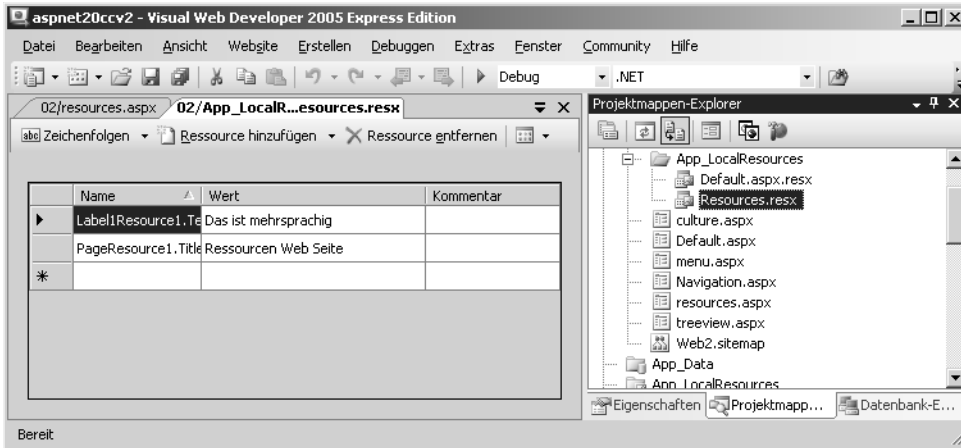 aspnet20ccv2 - Visual Web Developer 2005 Express Edition
Datei Bearbeiten Ansicht Website Erstellen Debuggen Extras Fenster Community Hilfe
Debug .NET
02/resources.aspx 02/App_LocalR...esources.resx
abc Zeichenfolgen Ressource hinzufügen Ressource entfernen
Name Wert Kommentar
Label1Resource1.Te Das ist mehrsprachig
PageResource1.Title Ressourcen Web Seite
Projektmappen-Explorer
App_LocalResources
Default.aspx.resx
Resources.resx
culture.aspx
Default.aspx
menu.aspx
Navigation.aspx
resources.aspx
treeview.aspx
Web2.sitemap
App_Data
App_LocalResources
Eigenschaften Projektmapp... Datenbank-E...
Bereit